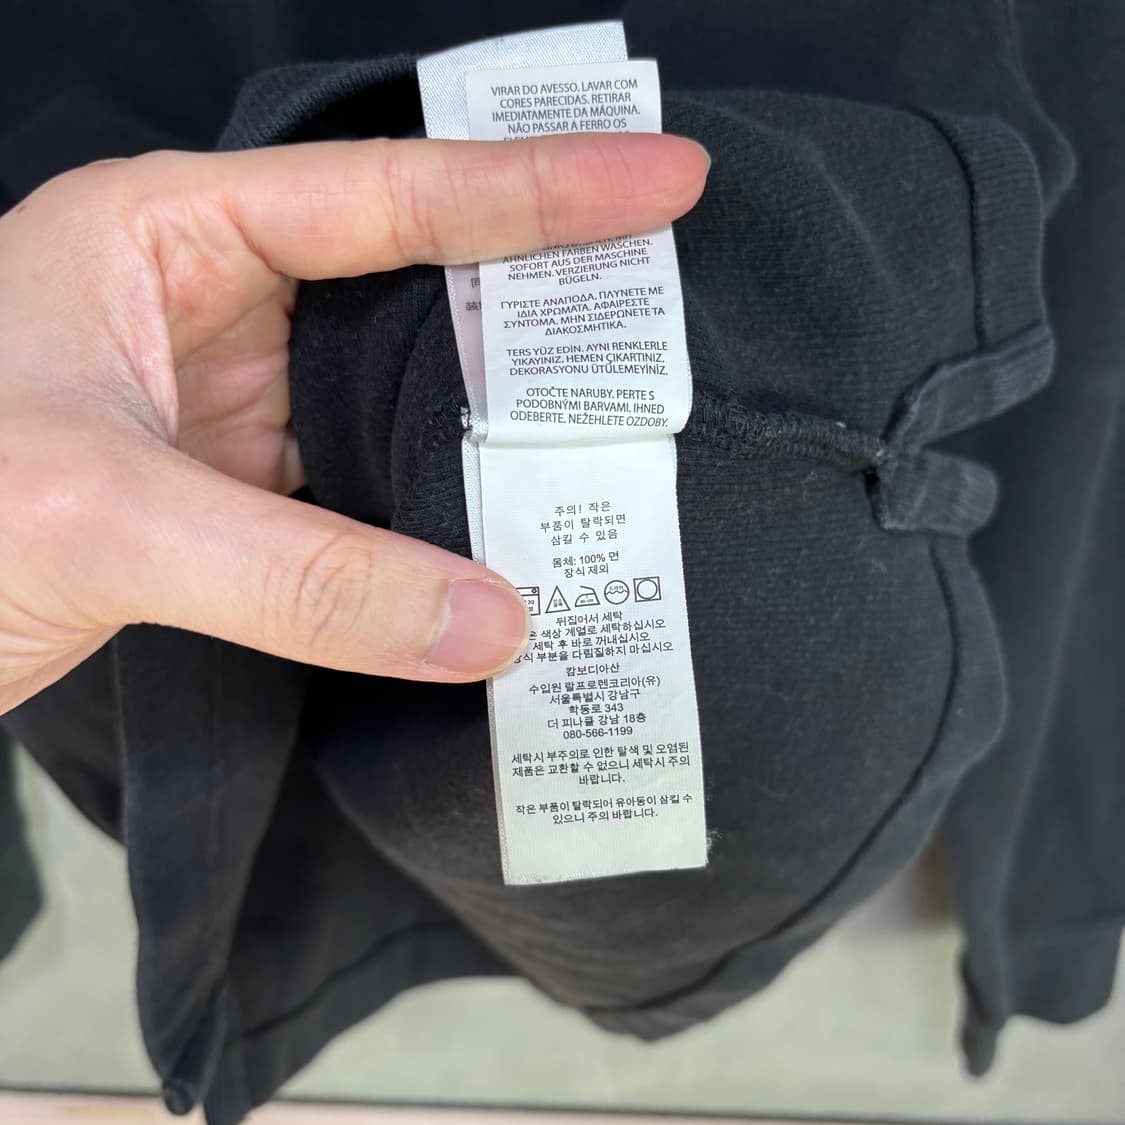 VIRAR DO AVESSO. LAVAR COM
CORES PARECIDAS. RETIRAR
IMEDIATAMENTE DA MÁQUINA.
NÃO PASSAR A FERRO OS
ÄHNLICHEN FARBEN WASCHEN.
SOFORT AUS DER MASCHINE
NEHMEN. VERZIERUNG NICHT
BÜGELN.
ΓΥΡΙΣΤΕ ΑΝΑΠΟΔΑ. ΠΛΥΝΕΤΕ ΜΕ
ΙΔΙΑ ΧΡΩΜΑΤΑ. ΑΦΑΙΡΕΣΤΕ
ΣΥΝΤΟΜΑ. ΜΗΝ ΣΙΔΕΡΩΝΕΤΕ ΤΑ
ΔΙΑΚΟΣΜΗΤΙΚΑ.
TERS YÜZ EDİN. AYNI RENKLERLE
YIKAYINIZ. HEMEN ÇIKARTINIZ.
DEKORASYONU ÜTÜLEMEYİNİZ.
OTOČTE NARUBY. PERTE S
PODOBNÝMI BARVAMI. IHNED
ODEBERTE. NEŽEHLETE OZDOBY.
주의! 작은
부품이 탈락되면
삼킬 수 있음
몸체: 100% 면
장식 제외
드라이
뒤집어서 세탁
색상 계열로 세탁하십시오
세탁 후 바로 꺼내십시오
부분을 다림질하지 마십시오
캄보디아산
수입원 랄프로렌코리아(유)
서울특별시 강남구
학동로 343
더 피나클 강남 18층
080-566-1199
세탁시 부주의로 인한 탈색 및 오염된
제품은 교환할 수 없으니 세탁시 주의
바랍니다.
작은 부품이 탈락되어 유아동이 삼킬 수
있으니 주의 바랍니다.